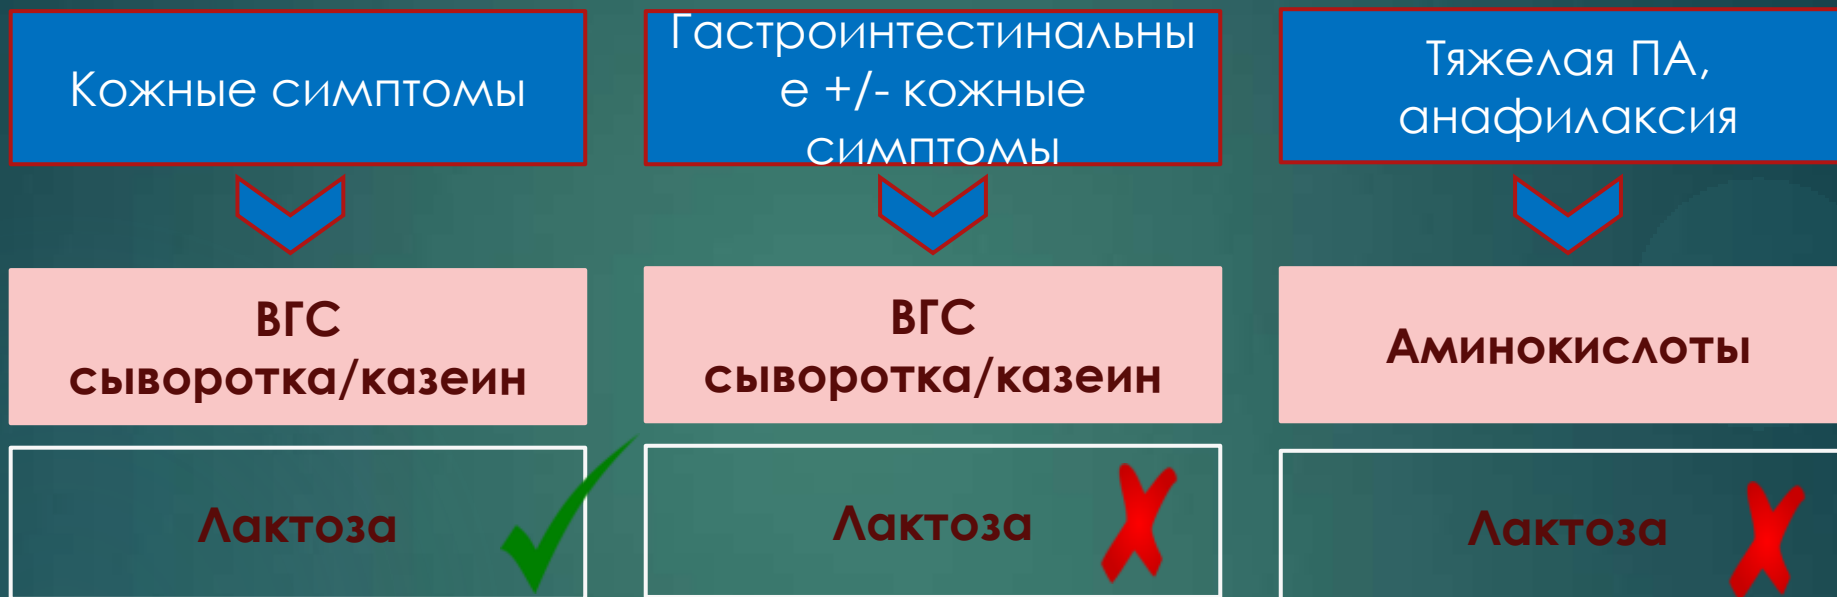 Кожные симптомы
Гастроинтестинальны
е +/- кожные
симптомы
Тяжелая ПА,
анафилаксия
ВГС
сыворотка/казеин
ВГС
сыворотка/казеин
Аминокислоты
Лактоза
Лактоза
Лактоза